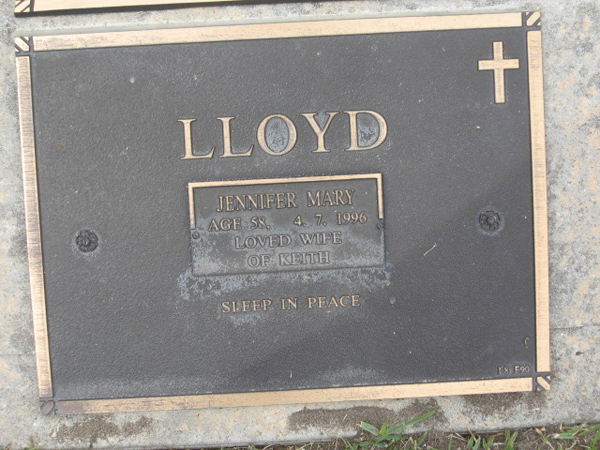 LLOYD
JENNIFER MARY
AGE 58, 4. 7. 1996
LOVED WIFE
OF KEITH
SLEEP IN PEACE